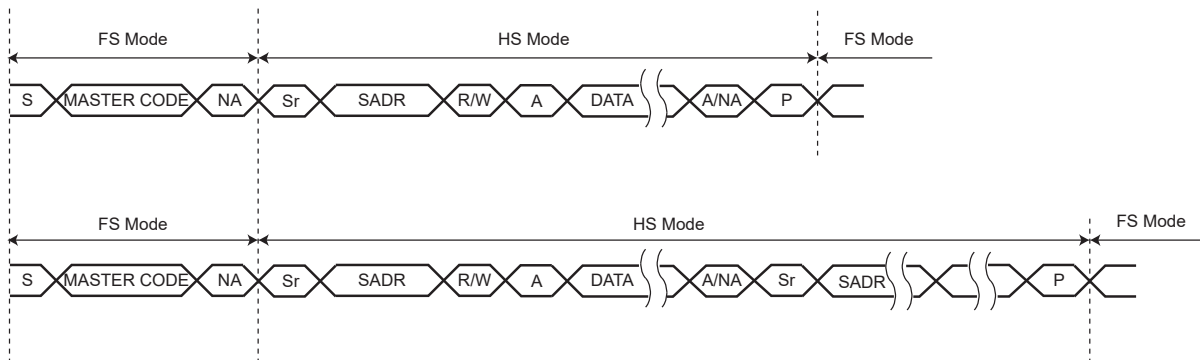 FS Mode HS Mode FS Mode
S MASTER CODE NA Sr SADR R/W A DATA A/NA P
FS Mode HS Mode FS Mode
S MASTER CODE NA Sr SADR R/W A DATA A/NA Sr SADR P